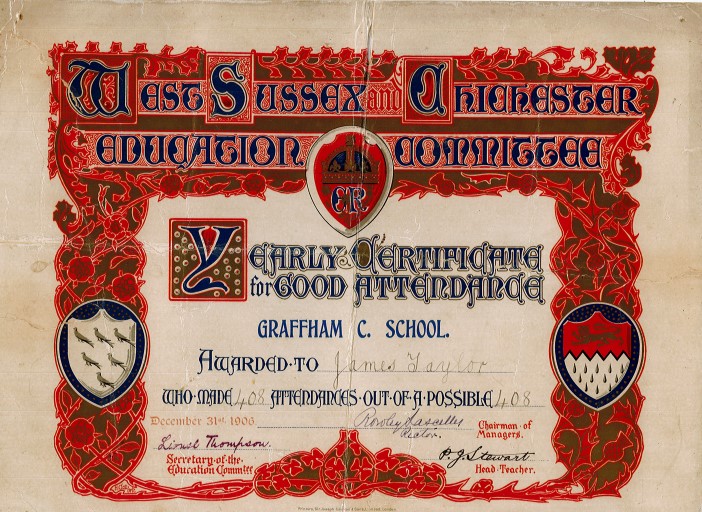 West Sussex and Chichester
Education Committee
ER
Yearly Certificate
for Good Attendance
GRAFFHAM C. SCHOOL.
Awarded · to James Taylor
who · made 408 attendances · out · of · a · possible 408
December 31st. 1906.
Rowley Lascelles
Rector.
Chairman of
Managers.
Lionel Thompson.
Secretary · of · the ·
Education Committee
P. J. Stewart
Head · Teacher.